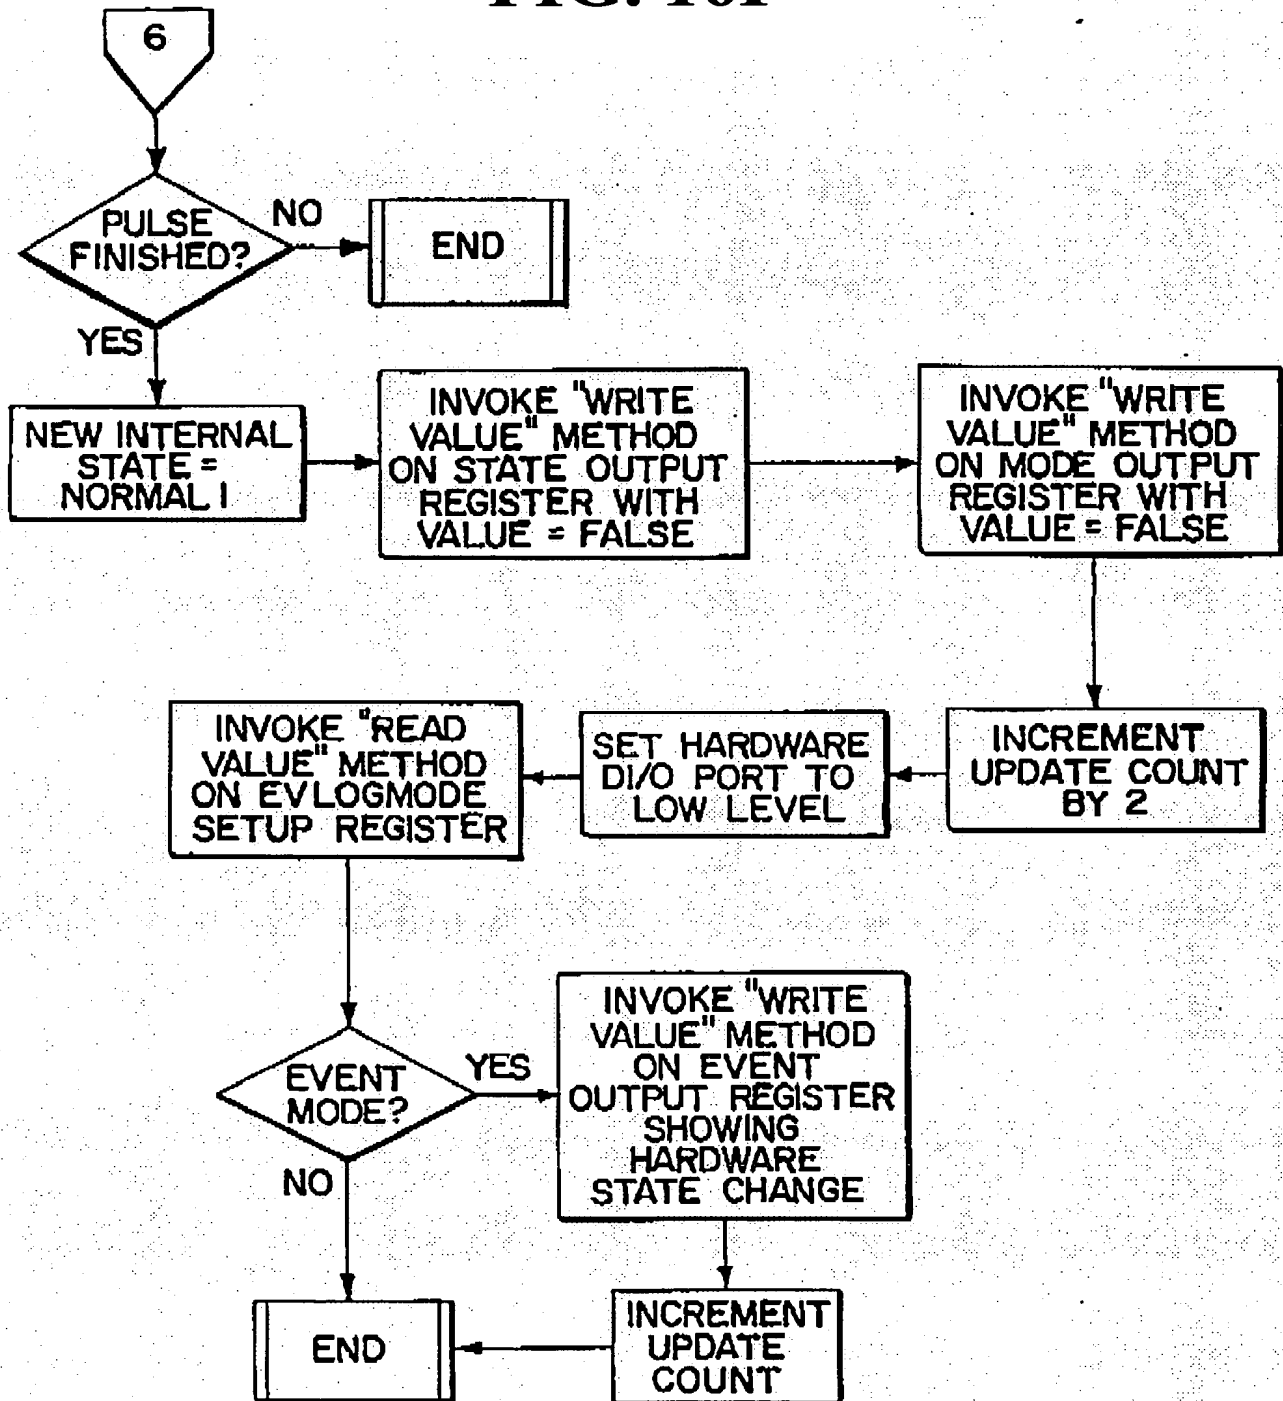 6
PULSE
FINISHED?
NO
END
YES
NEW INTERNAL
STATE =
NORMAL 1
INVOKE "WRITE
VALUE" METHOD
ON STATE OUTPUT
REGISTER WITH
VALUE = FALSE
INVOKE "WRITE
VALUE" METHOD
ON MODE OUTPUT
REGISTER WITH
VALUE = FALSE
INCREMENT
UPDATE COUNT
BY 2
SET HARDWARE
DI/O PORT TO
LOW LEVEL
INVOKE "READ
VALUE" METHOD
ON EVLOGMODE
SETUP REGISTER
EVENT
MODE?
YES
INVOKE "WRITE
VALUE" METHOD
ON EVENT
OUTPUT REGISTER
SHOWING
HARDWARE
STATE CHANGE
NO
INCREMENT
UPDATE
COUNT
END